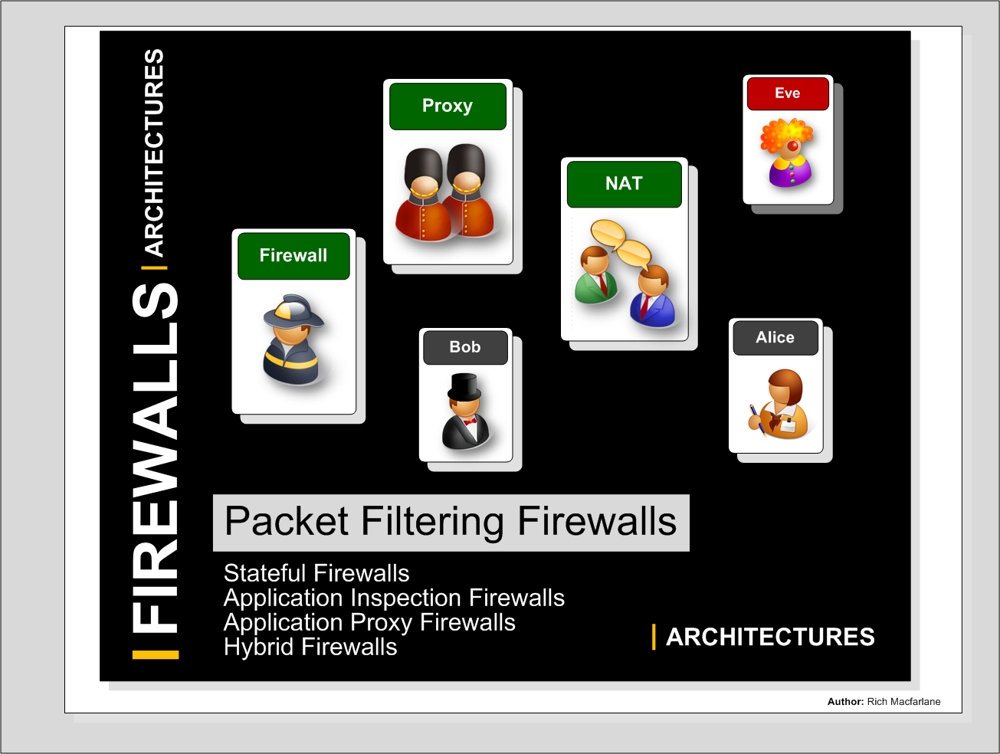 FIREWALLS | ARCHITECTURES
Proxy
Eve
NAT
Firewall
Bob
Alice
Packet Filtering Firewalls
Stateful Firewalls
Application Inspection Firewalls
Application Proxy Firewalls
Hybrid Firewalls
| ARCHITECTURES
Author: Rich Macfarlane